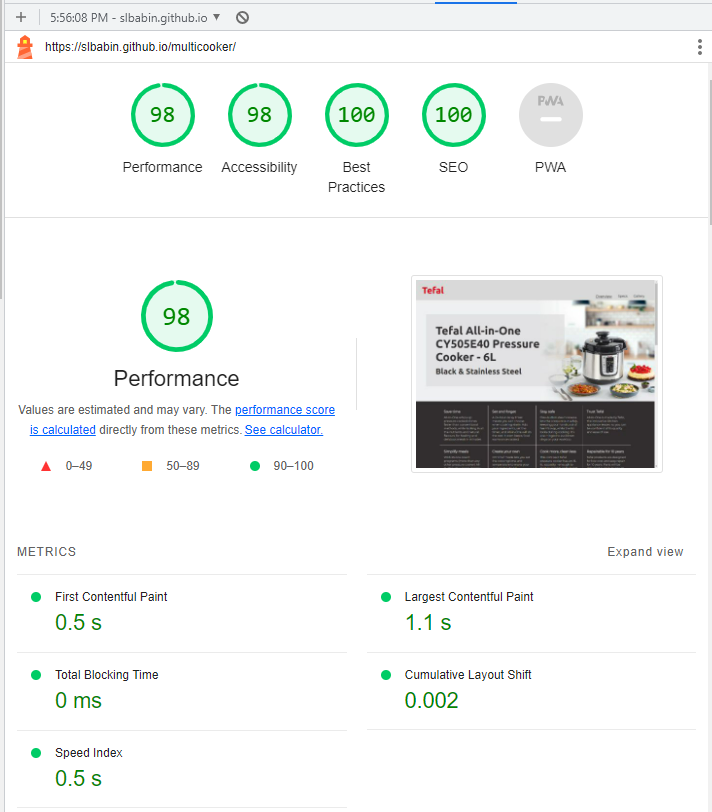 5:56:08 PM - slbabin.github.io
https://slbabin.github.io/multicooker/
98
98
100
100
PWA
Performance
Accessibility
Best
Practices
SEO
PWA
98
Performance
Values are estimated and may vary. The performance score
is calculated directly from these metrics. See calculator.
0–49
50–89
90–100
Tefal
Tefal All-in-One
CY505E40 Pressure
Cooker - 6L
Black & Stainless Steel
METRICS
Expand view
First Contentful Paint
0.5 s
Largest Contentful Paint
1.1 s
Total Blocking Time
0 ms
Cumulative Layout Shift
0.002
Speed Index
0.5 s